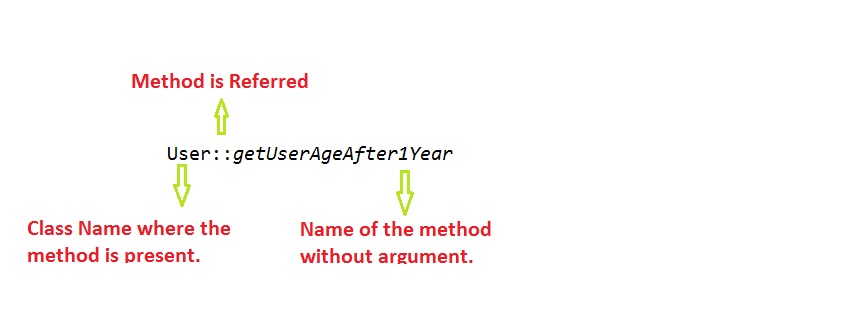 Method is Referred
User::getUserAgeAfter1Year
Class Name where the
method is present.
Name of the method
without argument.